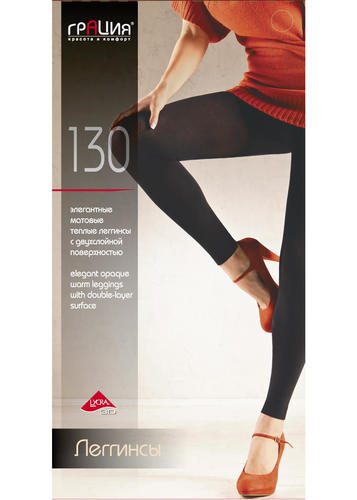 ГРАЦИЯ®
красота и комфорт
130
элегантные
матовые
теплые леггинсы
с двухслойной
поверхностью
elegant opaque
warm leggings
with double-layer
surface
LYCRA
3D
Леггинсы